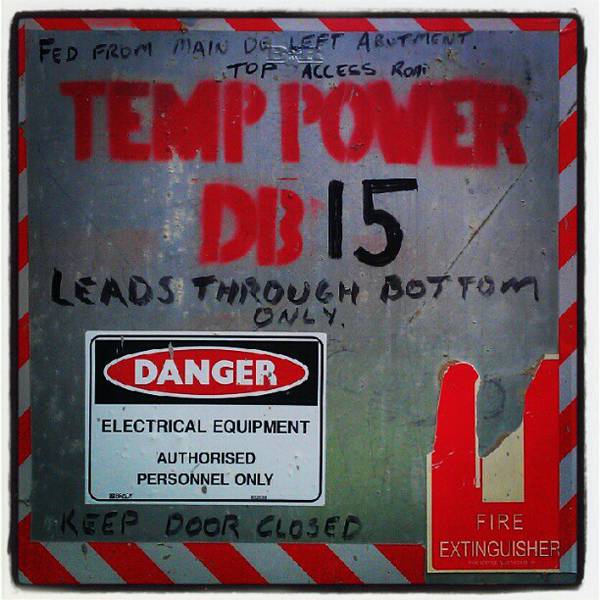 FED FROM MAIN DB LEFT ABUTMENT.
TOP ACCESS ROAD
TEMP POWER
DB 15
LEADS THROUGH BOTTOM
ONLY.
DANGER
ELECTRICAL EQUIPMENT
AUTHORISED
PERSONNEL ONLY
KEEP DOOR CLOSED
FIRE
EXTINGUISHER